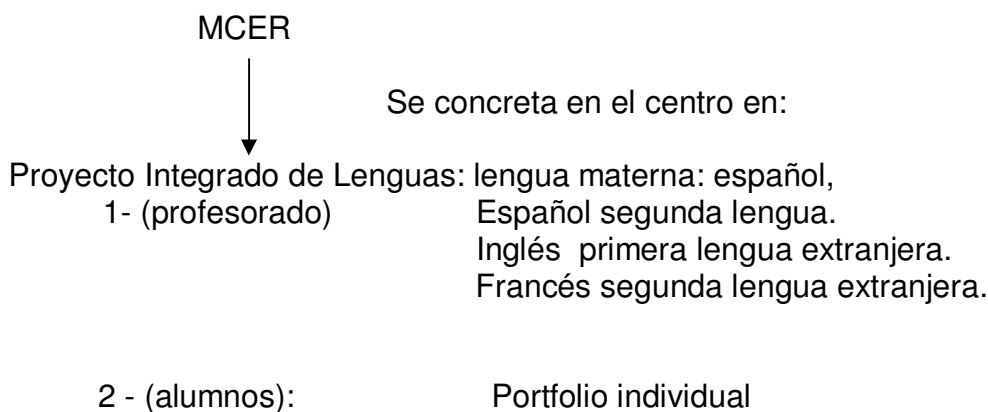 MCER
Se concreta en el centro en:
Proyecto Integrado de Lenguas: lengua materna: español,
1- (profesorado) Español segunda lengua.
Inglés primera lengua extranjera.
Francés segunda lengua extranjera.
2 - (alumnos): Portfolio individual